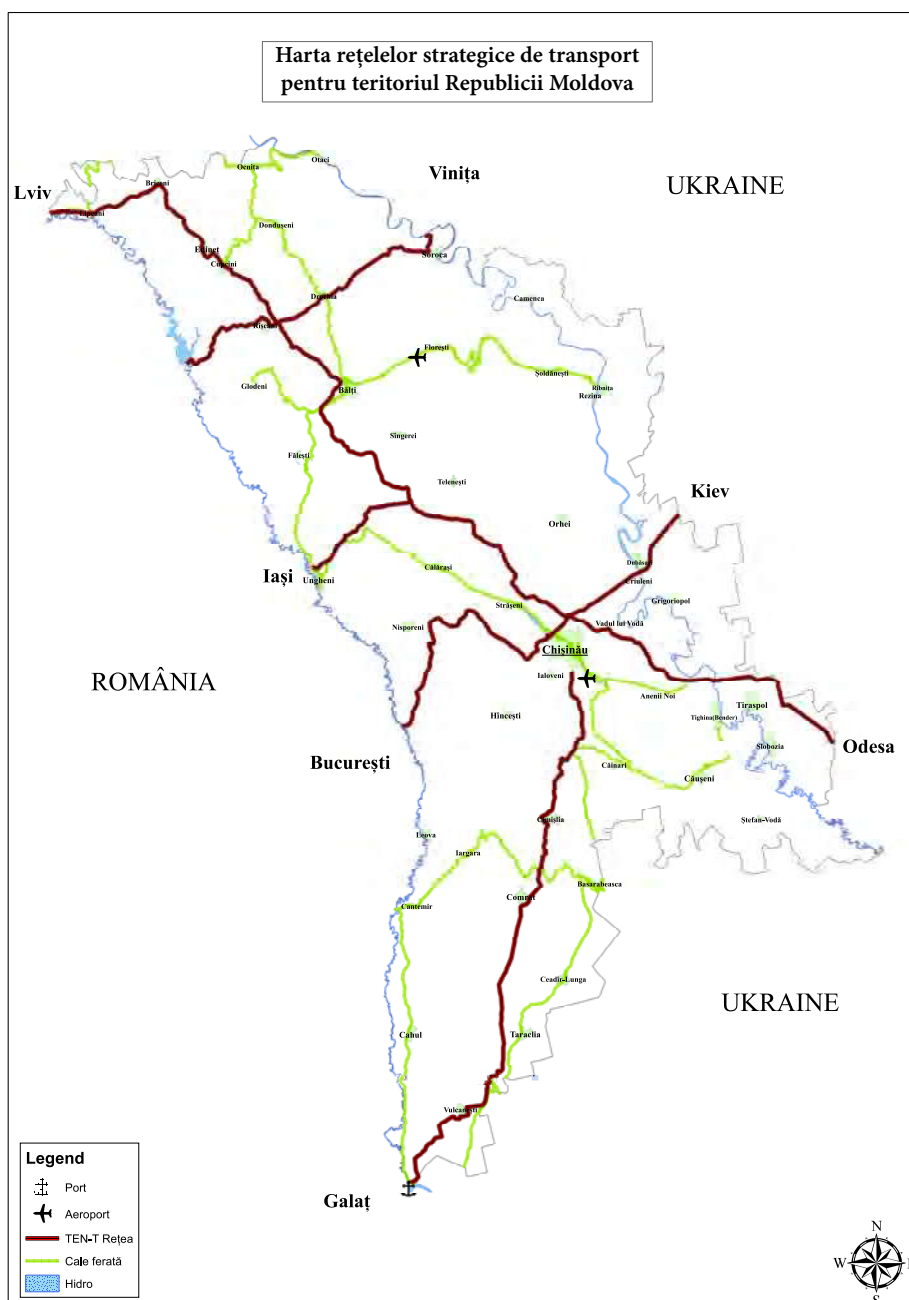 Harta rețelelor strategice de transport
pentru teritoriul Republicii Moldova
Otaci
Ocnița
Vinița
UKRAINE
Briceni
Lviv
Lipcani
Dondușeni
Edineț
Cupcini
Soroca
Drochia
Camenca
Rîșcani
Florești
Șoldănești
Glodeni
Bălți
Rîbnița
Rezina
Sîngerei
Fălești
Telenești
Kiev
Orhei
Dubăsari
Iași
Ungheni
Călărași
Criuleni
Grigoriopol
Strășeni
Nisporeni
Vadul lui Vodă
Chișinău
ROMÂNIA
Ialoveni
Anenii Noi
Hîncești
Tighina(Bender)
Tiraspol
București
Slobozia
Odesa
Căinari
Căușeni
Cimișlia
Ștefan-Vodă
Leova
Iargara
Basarabeasca
Comrat
Cantemir
Ceadîr-Lunga
UKRAINE
Cahul
Taraclia
Vulcănești
Galaț
Legend
Port
Aeroport
TEN-T Rețea
Cale ferată
Hidro
N
W
S